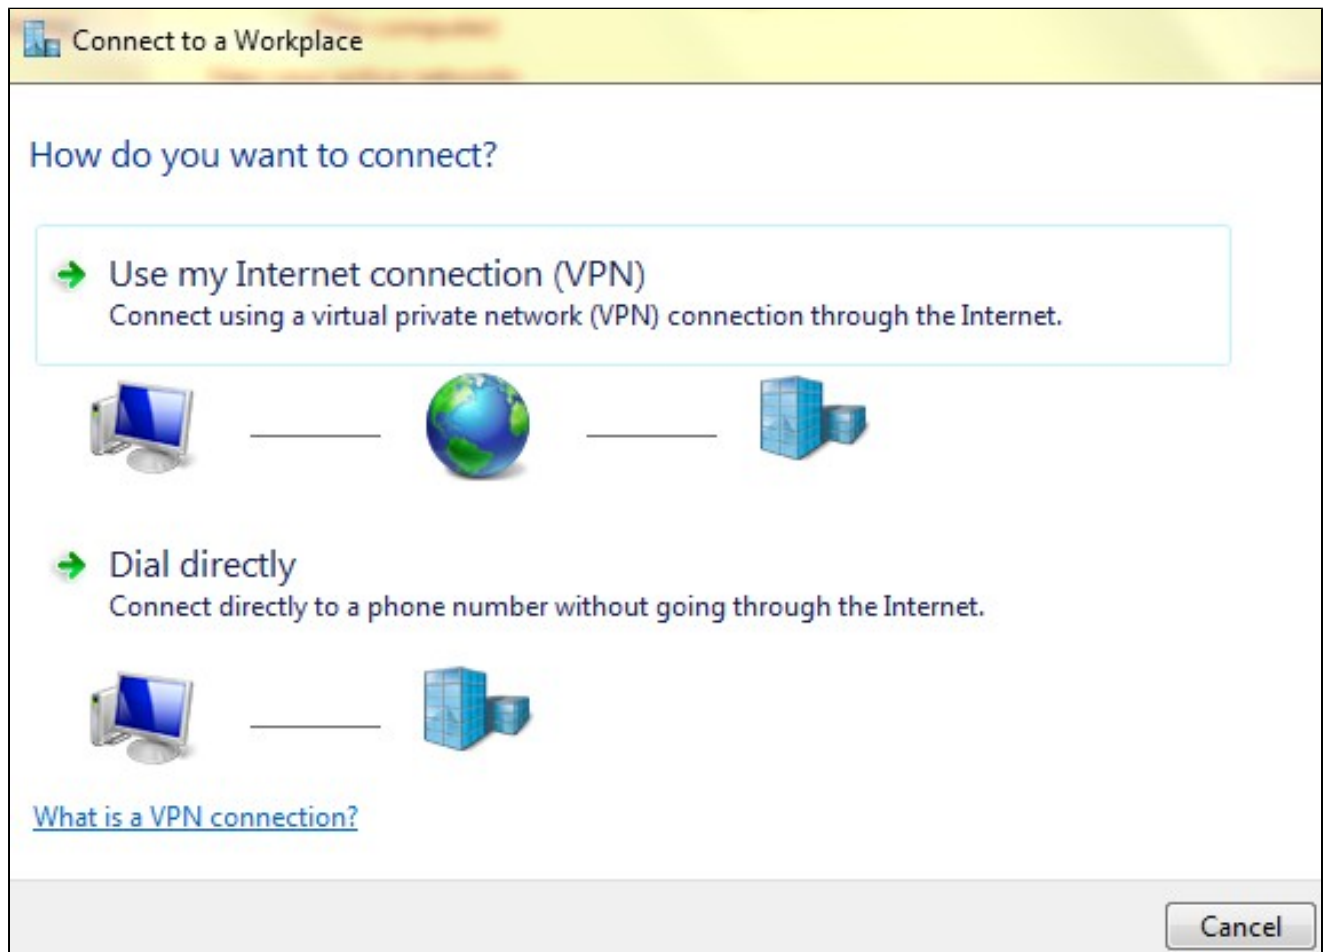 Connect to a Workplace
How do you want to connect?
Use my Internet connection (VPN)
Connect using a virtual private network (VPN) connection through the Internet.
Dial directly
Connect directly to a phone number without going through the Internet.
What is a VPN connection?
Cancel